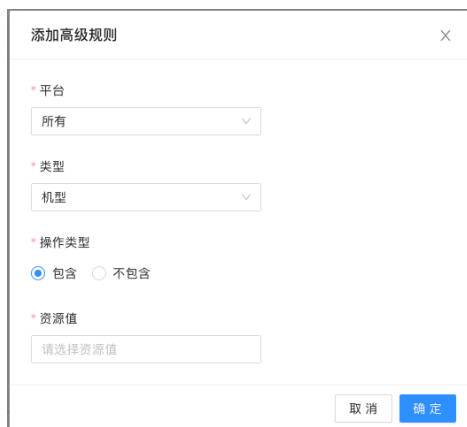 添加高级规则
* 平台
所有
* 类型
机型
* 操作类型
包含 不包含
* 资源值
请选择资源值
取消 确定